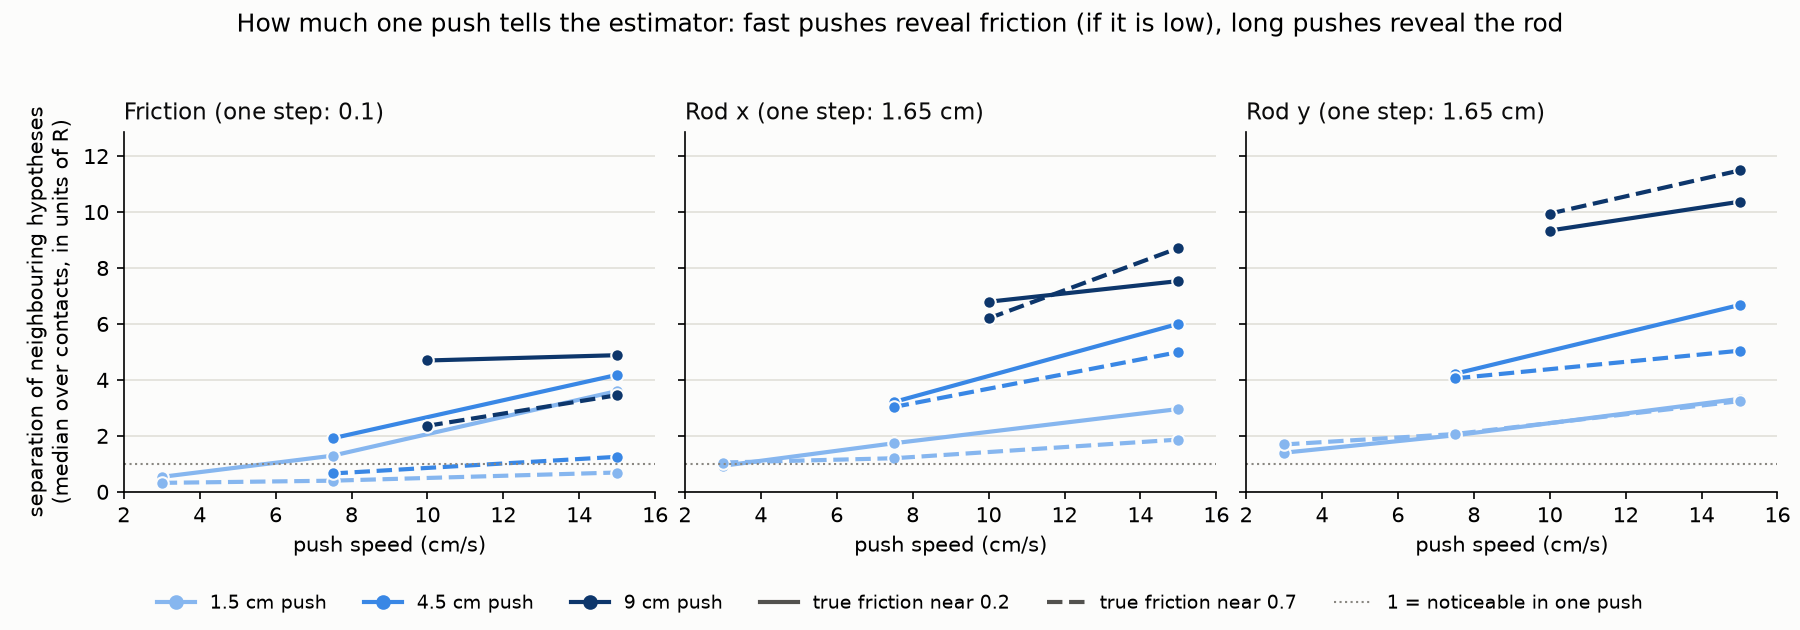 How much one push tells the estimator: fast pushes reveal friction (if it is low), long pushes reveal the rod
separation of neighbouring hypotheses
(median over contacts, in units of R)
Friction (one step: 0.1)
12
10
8
6
4
2
0
2 4 6 8 10 12 14 16
push speed (cm/s)
Rod x (one step: 1.65 cm)
2 4 6 8 10 12 14 16
push speed (cm/s)
Rod y (one step: 1.65 cm)
2 4 6 8 10 12 14 16
push speed (cm/s)
1.5 cm push
4.5 cm push
9 cm push
true friction near 0.2
true friction near 0.7
1 = noticeable in one push